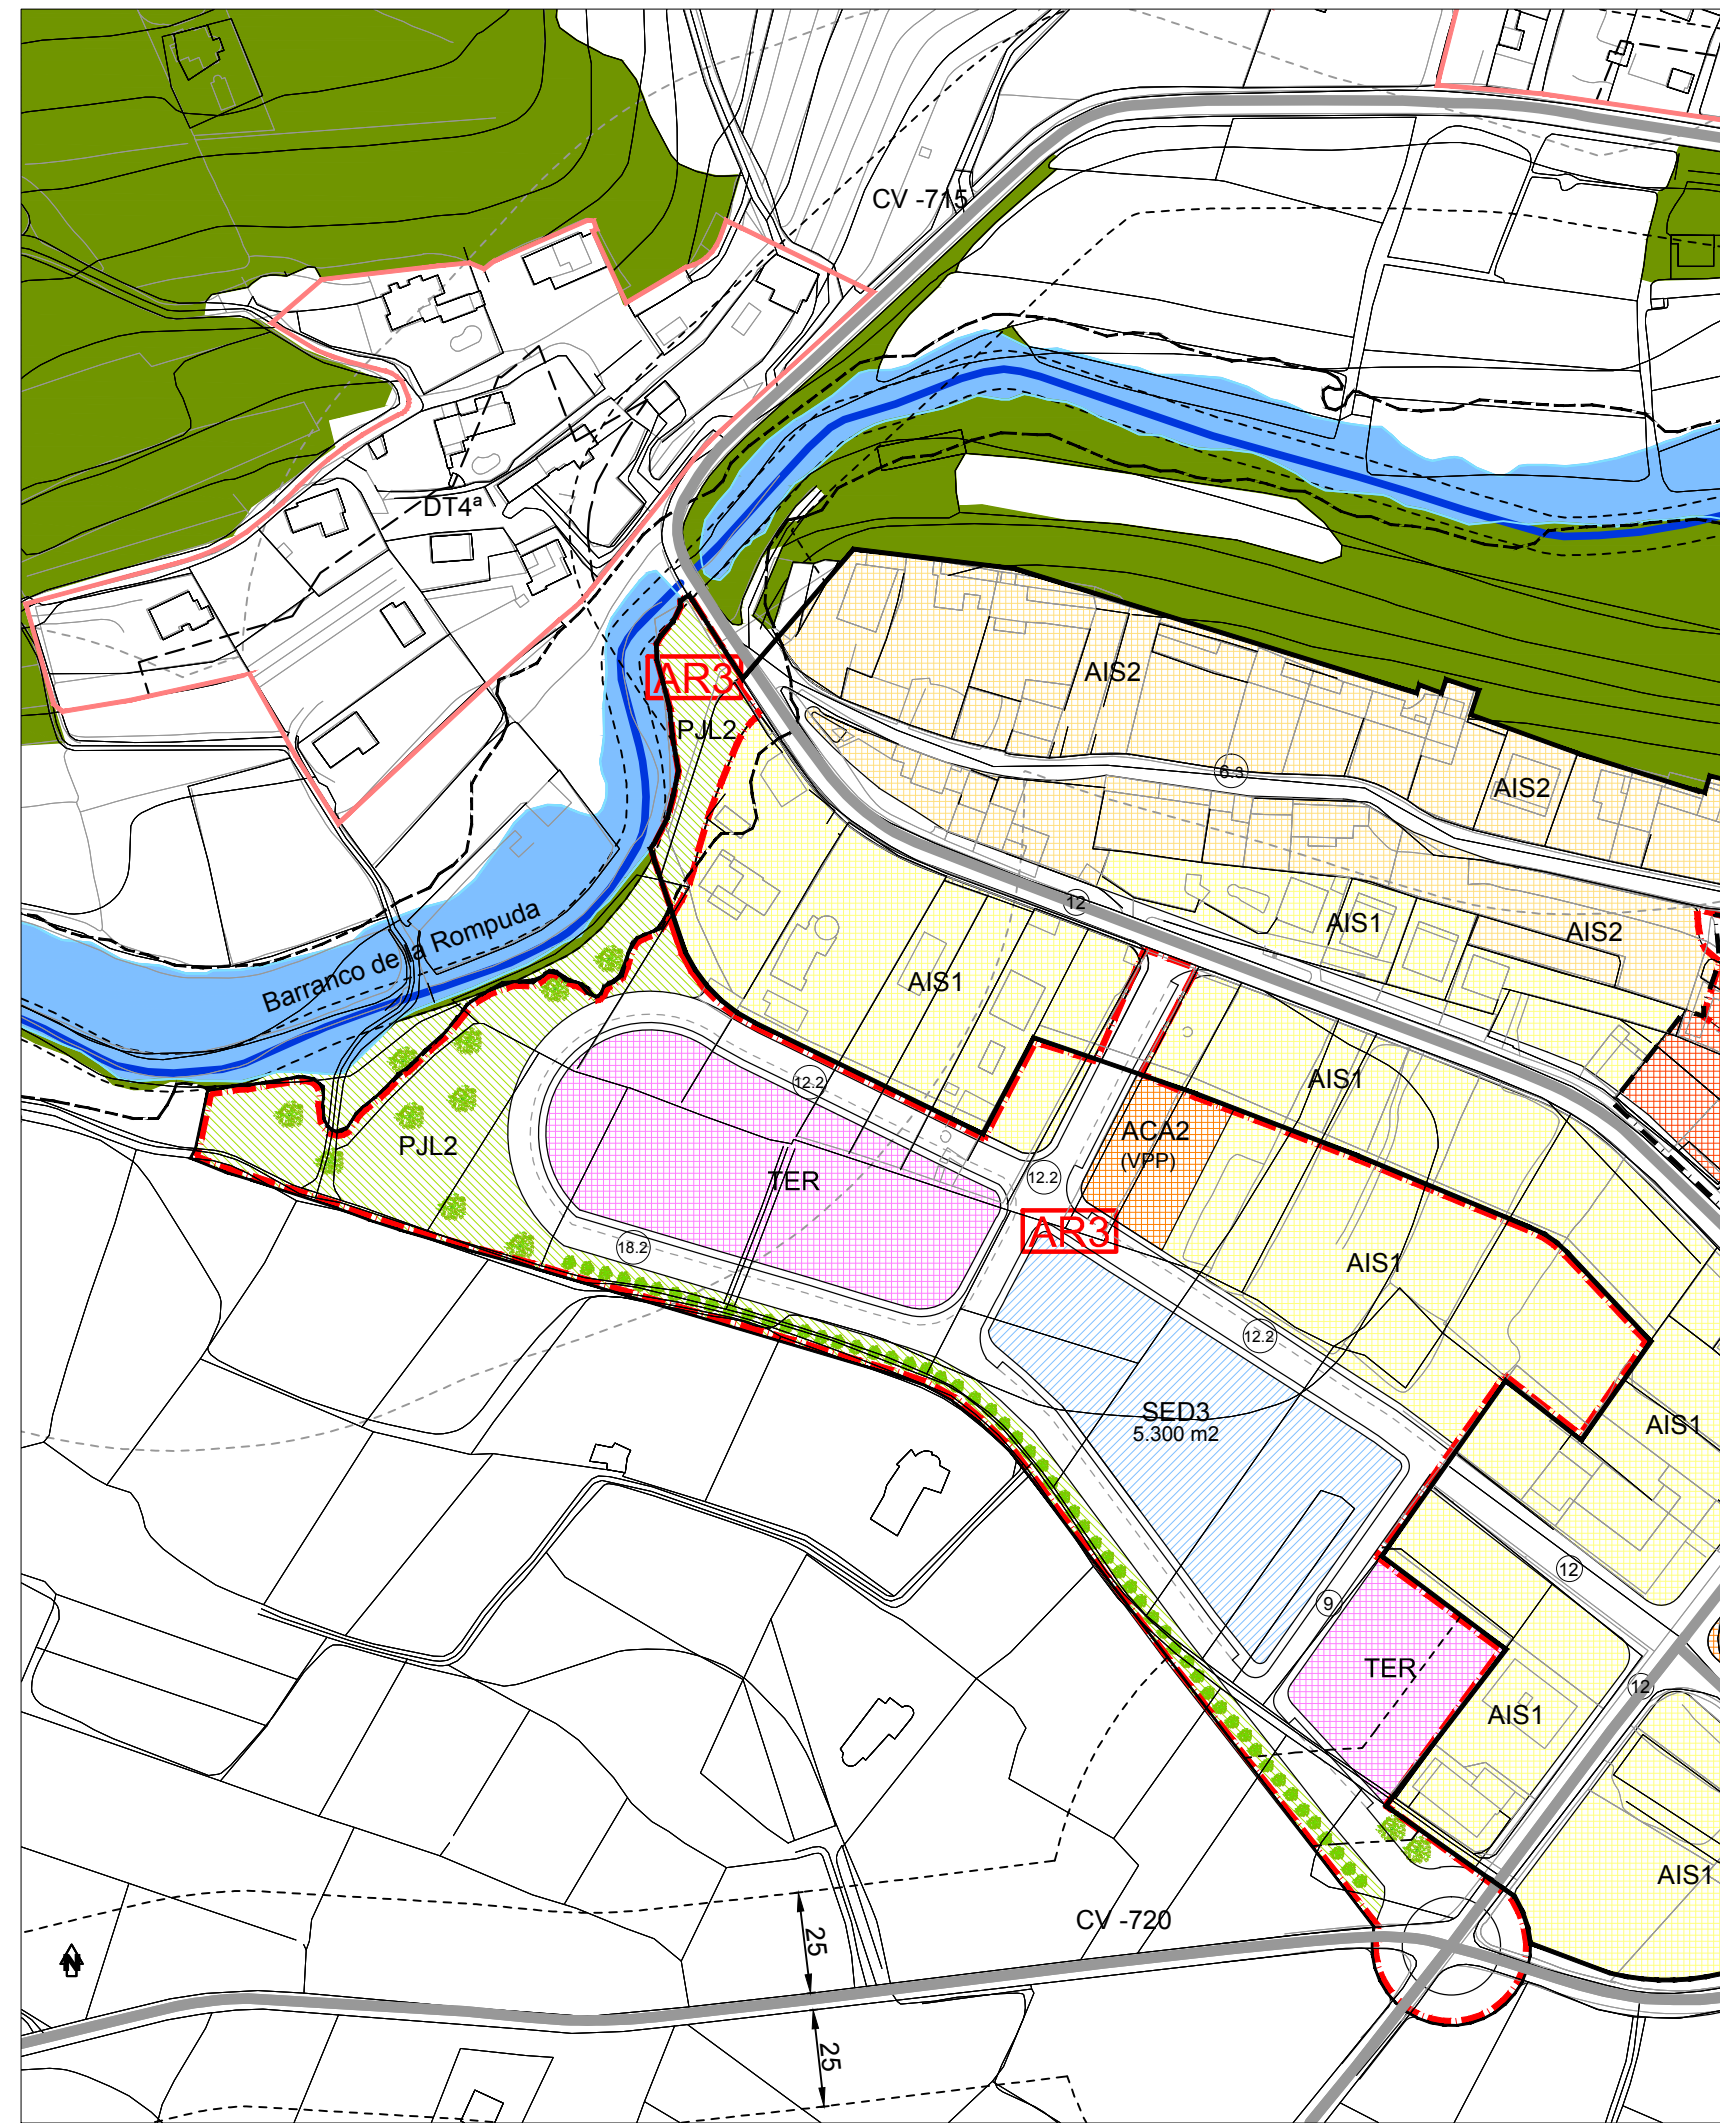 CV -715
DT4ª
AIS2
AR3
PJL2
6.3
AIS2
12
AIS1
AIS2
Barranco de la Rompuda
AIS1
12.2
AIS1
ACA2
(VPP)
PJL2
12.2
TER
AR3
18.2
AIS1
12.2
SED3
5.300 m2
AIS1
12
9
TER
12
AIS1
AIS1
CV -720
25
N
25